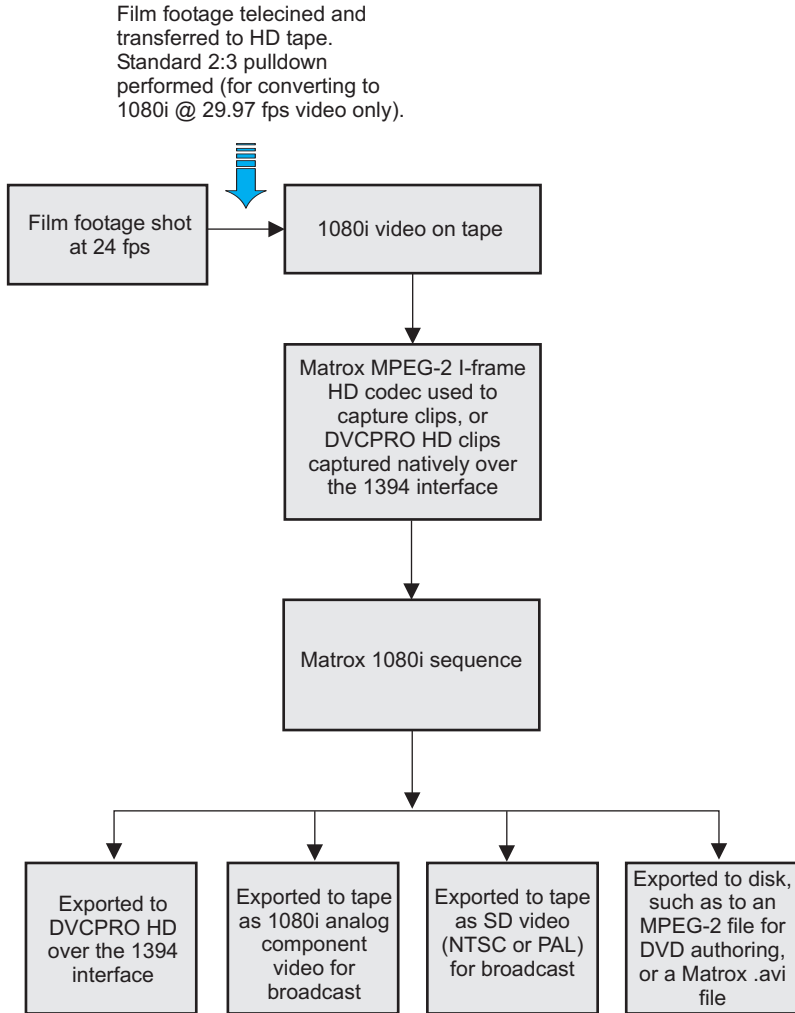 Film footage telecined and
transferred to HD tape.
Standard 2:3 pulldown
performed (for converting to
1080i @ 29.97 fps video only).
Film footage shot
at 24 fps
1080i video on tape
Matrox MPEG-2 I-frame
HD codec used to
capture clips, or
DVCPRO HD clips
captured natively over
the 1394 interface
Matrox 1080i sequence
Exported to
DVCPRO HD
over the 1394
interface
Exported to tape
as 1080i analog
component
video for
broadcast
Exported to tape
as SD video
(NTSC or PAL)
for broadcast
Exported to disk,
such as to an
MPEG-2 file for
DVD authoring,
or a Matrox .avi
file